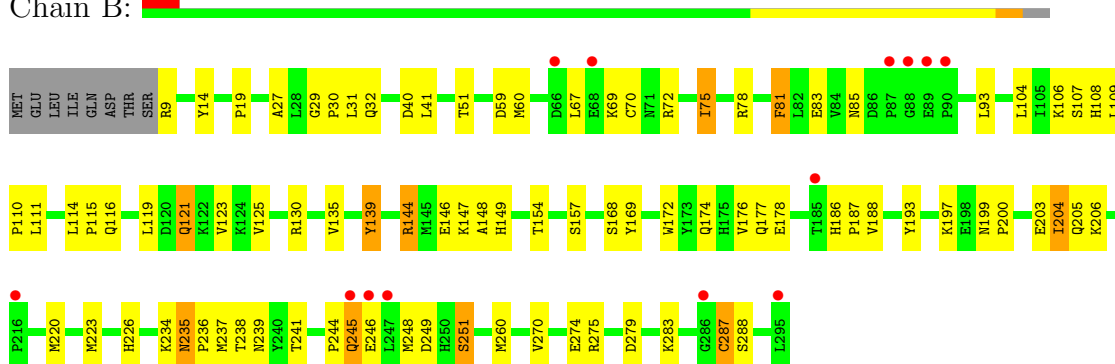 Chain B:
MET GLU LEU ILE GLN ASP THR SER R9 Y14 P19 A27 L28 G29 P30 L31 Q32 D40 L41 T51 D59 M60 D66 L67 E68 K69 C70 N71 R72 I75 R78 F81 L82 E83 V84 N85 D86 P87 G88 E89 P90 L93 L104 I105 K106 S107 H108 L109
P110 L111 L114 P115 Q116 L119 D120 Q121 K122 V123 K124 V125 R130 V135 Y139 R144 M145 E146 K147 A148 H149 T154 S157 S168 Y169 W172 Y173 Q174 H175 V176 Q177 E178 T185 H186 P187 V188 Y193 K197 E198 N199 P200 E203 I204 Q205 K206
P216 M220 M223 H226 K234 N235 P236 M237 T238 N239 Y240 T241 P244 Q245 E246 L247 M248 D249 H250 S251 M260 V270 E274 R275 D279 K283 G286 C287 S288 L295